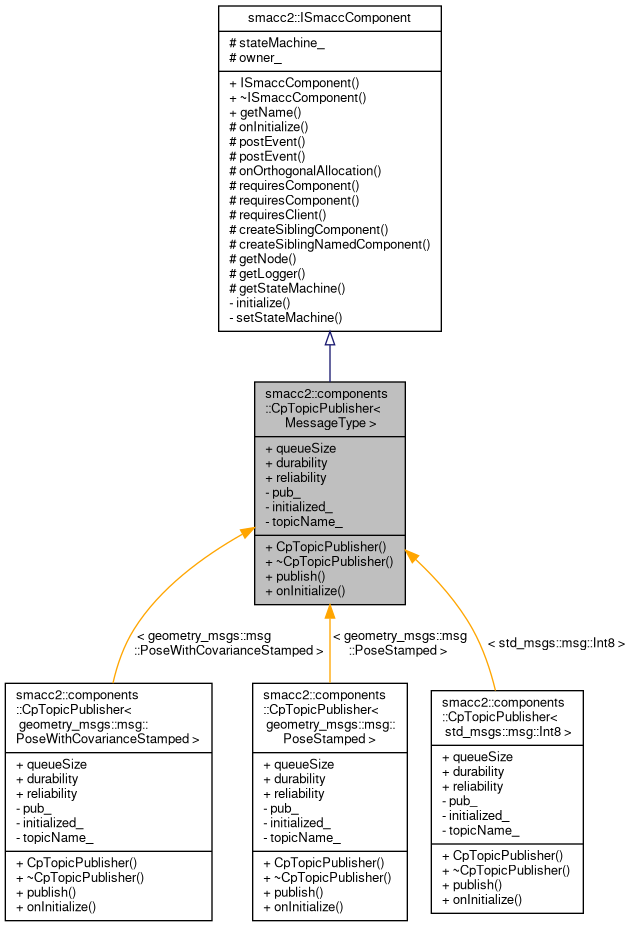 smacc2::ISmaccComponent
# stateMachine_
# owner_
+ ISmaccComponent()
+ ~ISmaccComponent()
+ getName()
# onInitialize()
# postEvent()
# postEvent()
# onOrthogonalAllocation()
# requiresComponent()
# requiresComponent()
# requiresClient()
# createSiblingComponent()
# createSiblingNamedComponent()
# getNode()
# getLogger()
# getStateMachine()
- initialize()
- setStateMachine()
smacc2::components
::CpTopicPublisher<
MessageType >
+ queueSize
+ durability
+ reliability
- pub_
- initialized_
- topicName_
+ CpTopicPublisher()
+ ~CpTopicPublisher()
+ publish()
+ onInitialize()
< geometry_msgs::msg
::PoseWithCovarianceStamped >
< geometry_msgs::msg
::PoseStamped >
< std_msgs::msg::Int8 >
smacc2::components
::CpTopicPublisher<
geometry_msgs::msg::
PoseWithCovarianceStamped >
+ queueSize
+ durability
+ reliability
- pub_
- initialized_
- topicName_
+ CpTopicPublisher()
+ ~CpTopicPublisher()
+ publish()
+ onInitialize()
smacc2::components
::CpTopicPublisher<
geometry_msgs::msg::
PoseStamped >
+ queueSize
+ durability
+ reliability
- pub_
- initialized_
- topicName_
+ CpTopicPublisher()
+ ~CpTopicPublisher()
+ publish()
+ onInitialize()
smacc2::components
::CpTopicPublisher<
std_msgs::msg::Int8 >
+ queueSize
+ durability
+ reliability
- pub_
- initialized_
- topicName_
+ CpTopicPublisher()
+ ~CpTopicPublisher()
+ publish()
+ onInitialize()